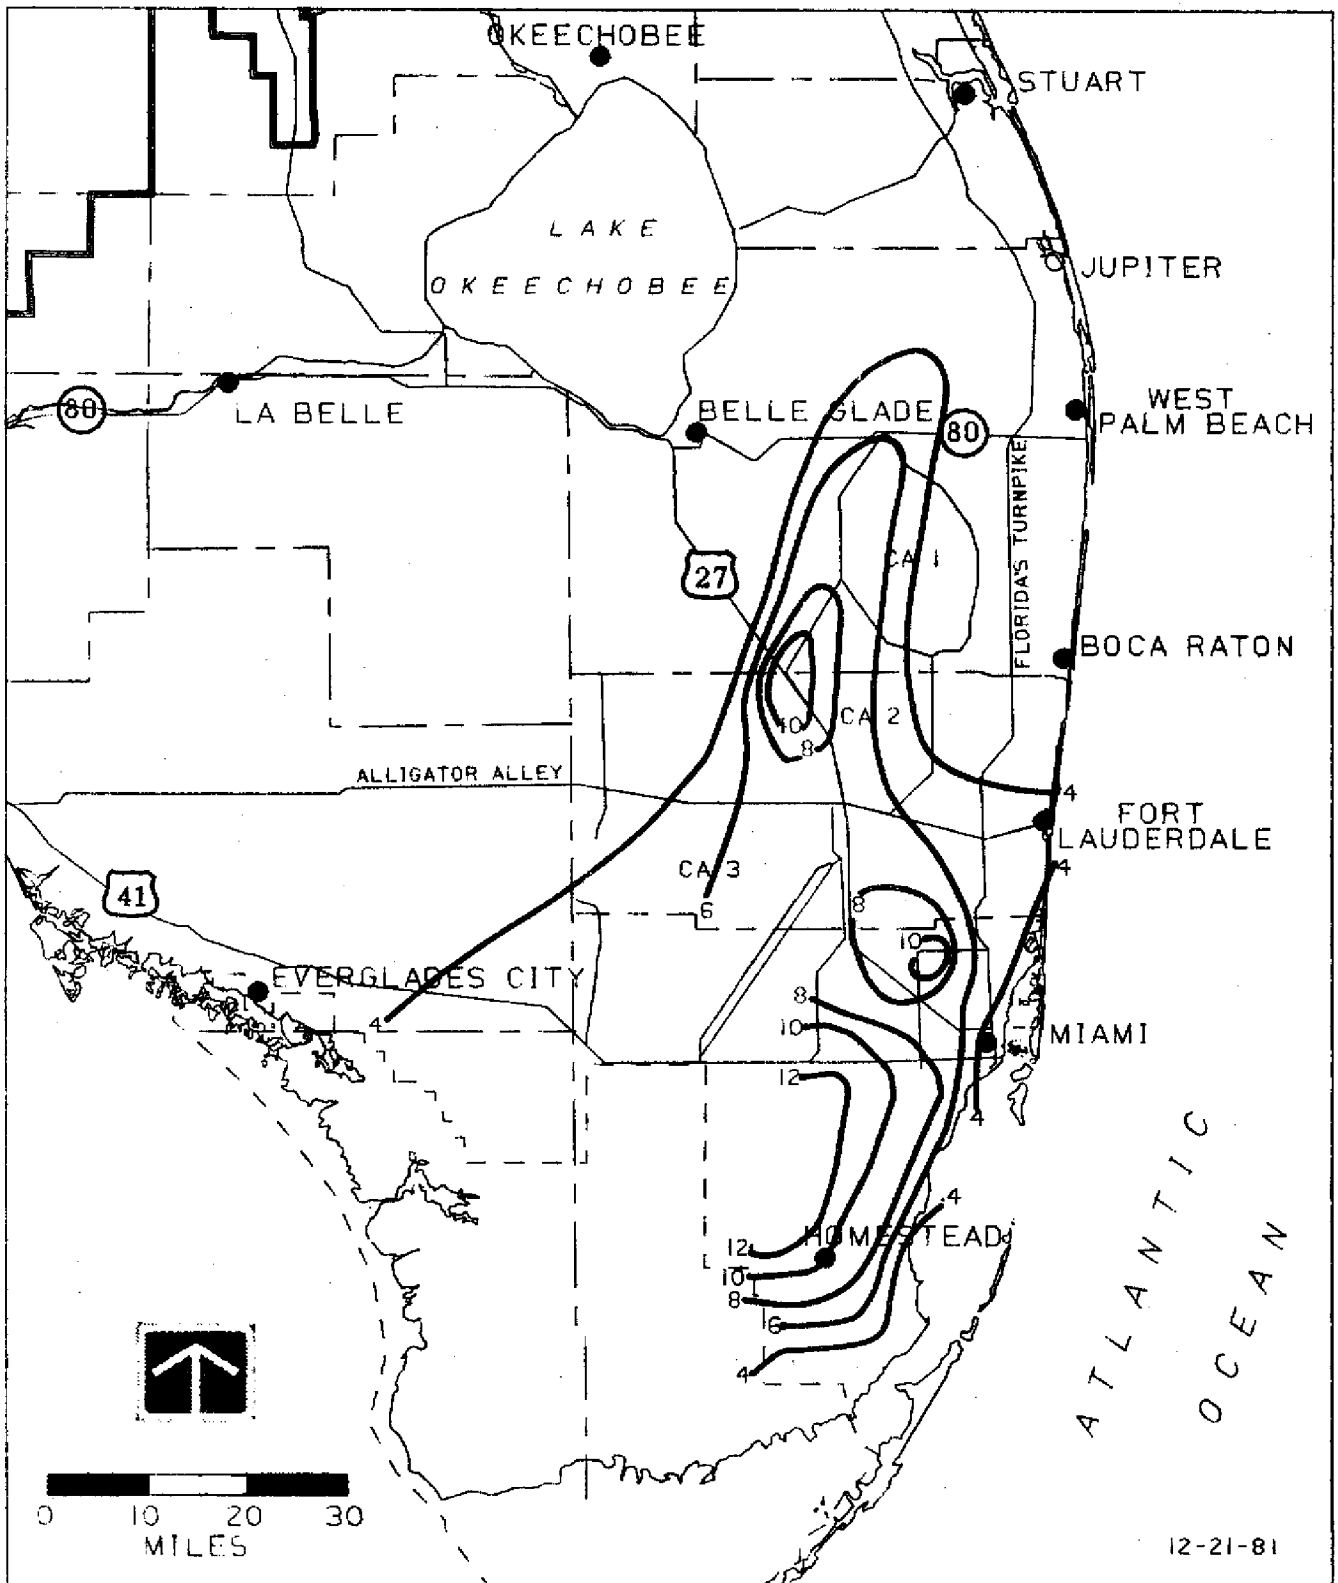 OKEECHOBEE
STUART
LAKE
OKEECHOBEE
JUPITER
80
LA BELLE
BELLE GLADE
80
WEST
PALM BEACH
FLORIDA'S TURNPIKE
CA 1
27
BOCA RATON
10
CA 2
8
ALLIGATOR ALLEY
4
FORT
LAUDERDALE
4
CA 3
41
6
8
10
EVERGLADES CITY
4
8
10
MIAMI
12
4
4
HOMESTEAD
12
10
8
6
4
ATLANTIC
OCEAN
0 10 20 30
MILES
12-21-81